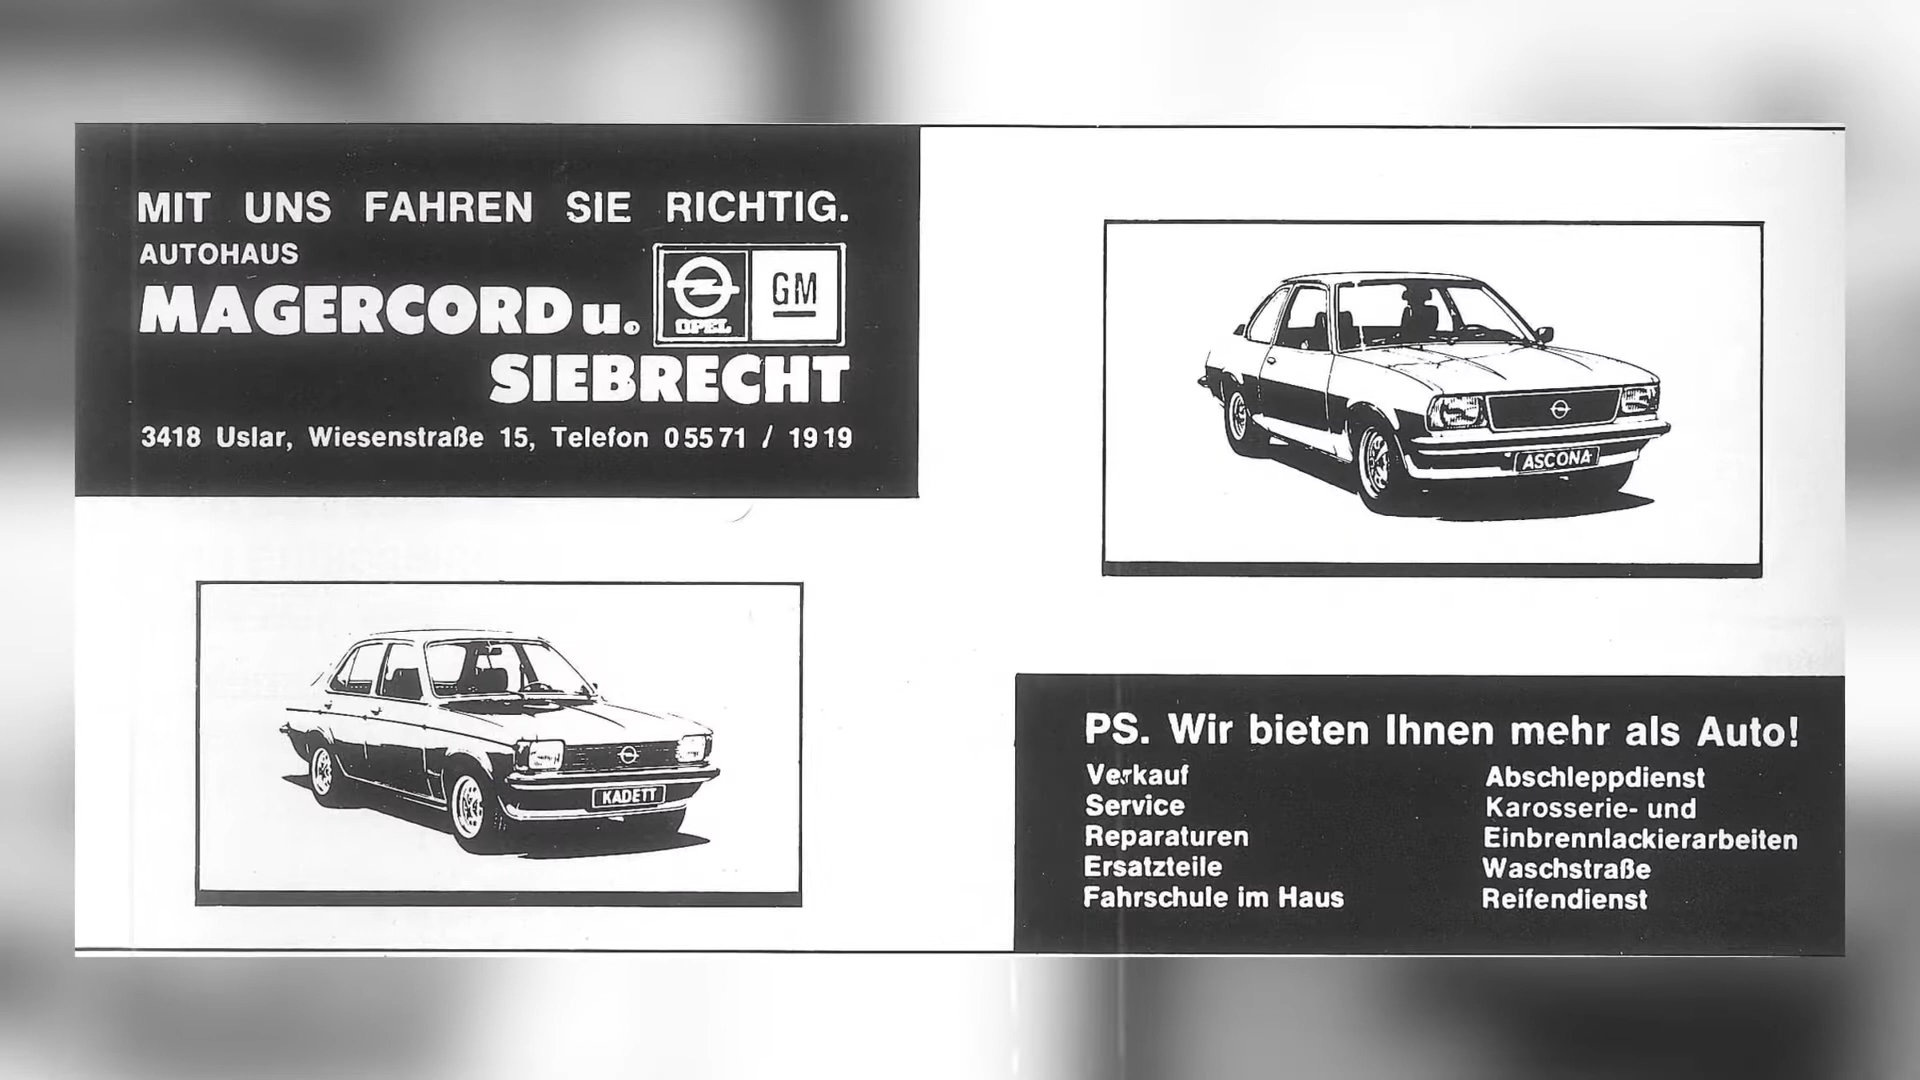 MIT UNS FAHREN SIE RICHTIG.
AUTOHAUS
MAGERCORD u.
SIEBRECHT
OPEL
GM
3418 Uslar, Wiesenstraße 15, Telefon 05571 / 1919
ASCONA
KADETT
PS. Wir bieten Ihnen mehr als Auto!
Verkauf
Service
Reparaturen
Ersatzteile
Fahrschule im Haus
Abschleppdienst
Karosserie- und
Einbrennlackierarbeiten
Waschstraße
Reifendienst